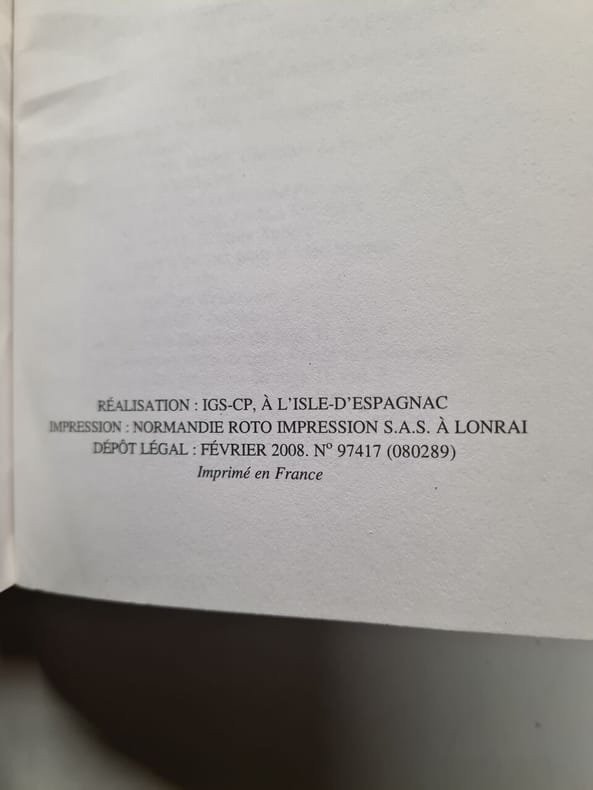 RÉALISATION : IGS-CP, À L'ISLE-D'ESPAGNAC
IMPRESSION : NORMANDIE ROTO IMPRESSION S.A.S. À LONRAI
DÉPÔT LÉGAL : FÉVRIER 2008. Nº 97417 (080289)
Imprimé en France